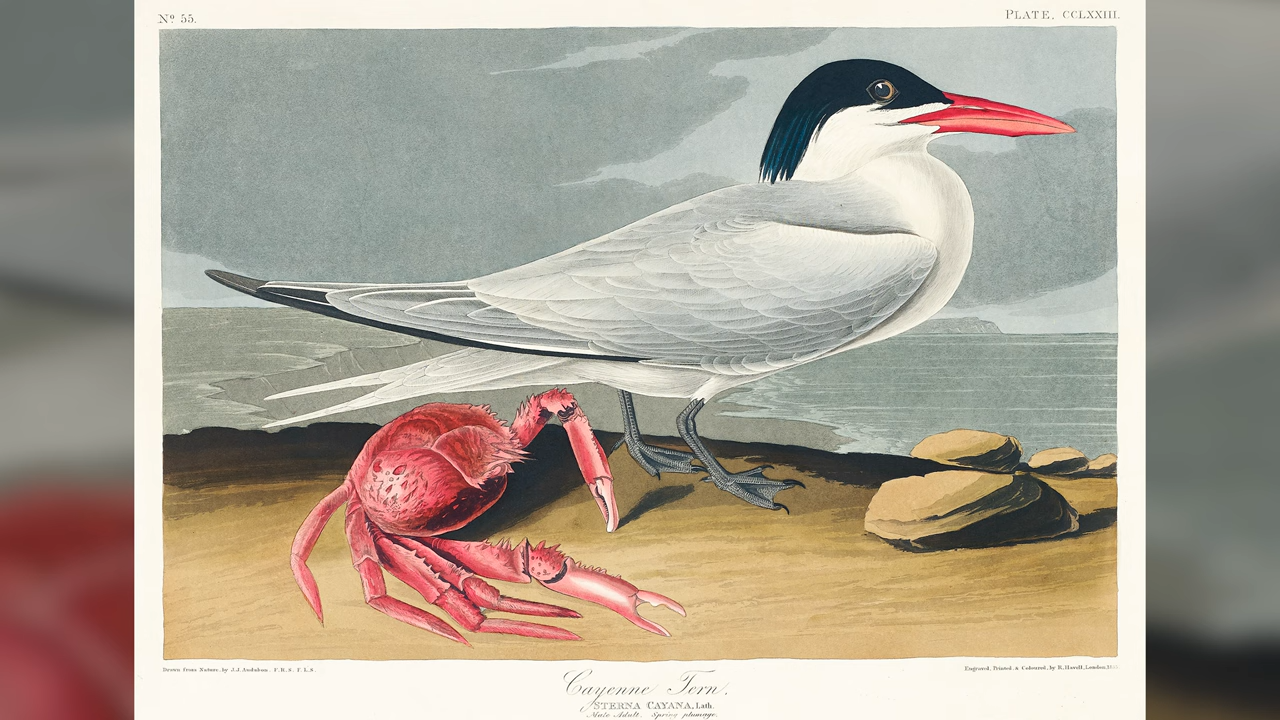 Nº 55.
PLATE, CCLXXIII.
Drawn from Nature, by J.J. Audubon. F.R.S. F.L.S.
Engraved, Printed, & Coloured, by R. Havell, London,
Cayenne Tern.
STERNA CAYANA, Lath.
Male Adult. Spring plumage.